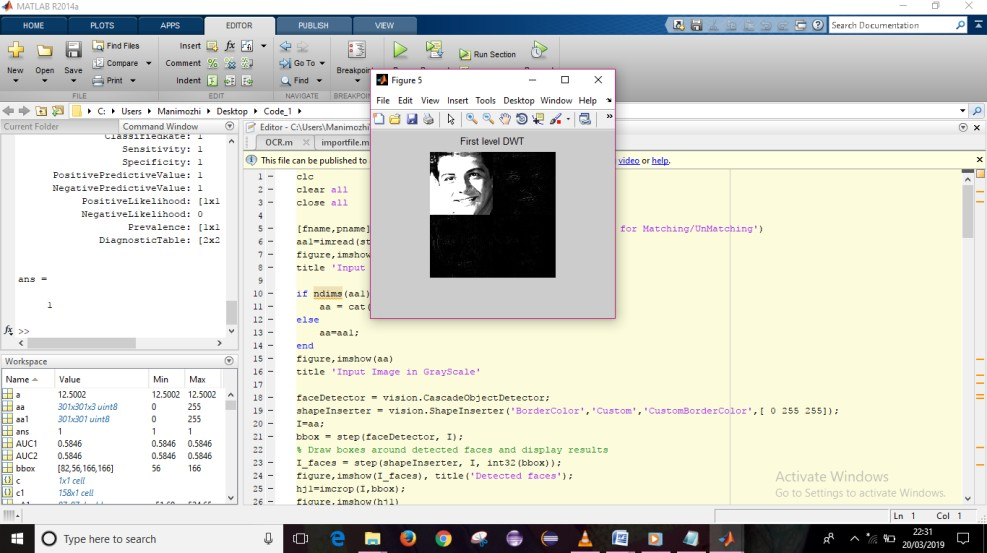 MATLAB R2014a
HOME PLOTS APPS EDITOR PUBLISH VIEW
Search Documentation
New Open Save
Find Files
Compare
Print
Insert
Comment
Indent
Go To
Find
Breakpoin
Run Section
FILE EDIT NAVIGATE BREAKPOIN
C: Users Manimozhi Desktop Code_1
Current Folder Command Window
ClassifiedRate: 1
Sensitivity: 1
Specificity: 1
PositivePredictiveValue: 1
NegativePredictiveValue: 1
PositiveLikelihood: [1x1
NegativeLikelihood: 0
Prevalence: [1x1
DiagnosticTable: [2x2
ans =
1
fx >>
Workspace
Name Value Min Max
a 12.5002 12.5002 12.5002
aa 301x301x3 uint8 0 255
aa1 301x301 uint8 0 255
ans 1 1 1
AUC1 0.5846 0.5846 0.5846
AUC2 0.5846 0.5846 0.5846
bbox [82,56,166,166] 56 166
c 1x1 cell
c1 158x1 cell
Editor - C:\Users\Manimozhi
OCR.m importfile.m
This file can be published to
video or help.
1 clc
2 clear all
3 close all
4
5 [fname,pname] for Matching/UnMatching')
6 aa1=imread(st
7 figure,imshow
8 title 'Input
9
10 if ndims(aa1)
11 aa = cat(
12 else
13 aa=aa1;
14 end
15 figure,imshow(aa)
16 title 'Input Image in GrayScale'
17
18 faceDetector = vision.CascadeObjectDetector;
19 shapeInserter = vision.ShapeInserter('BorderColor','Custom','CustomBorderColor',[ 0 255 255]);
20 I=aa;
21 bbox = step(faceDetector, I);
22 % Draw boxes around detected faces and display results
23 I_faces = step(shapeInserter, I, int32(bbox));
24 figure,imshow(I_faces), title('Detected faces');
25 hj1=imcrop(I,bbox);
26 figure,imshow(hj1)
Figure 5
File Edit View Insert Tools Desktop Window Help
First level DWT
Activate Windows
Go to Settings to activate Windows.
Ln 1 Col 1
Type here to search
22:31
20/03/2019